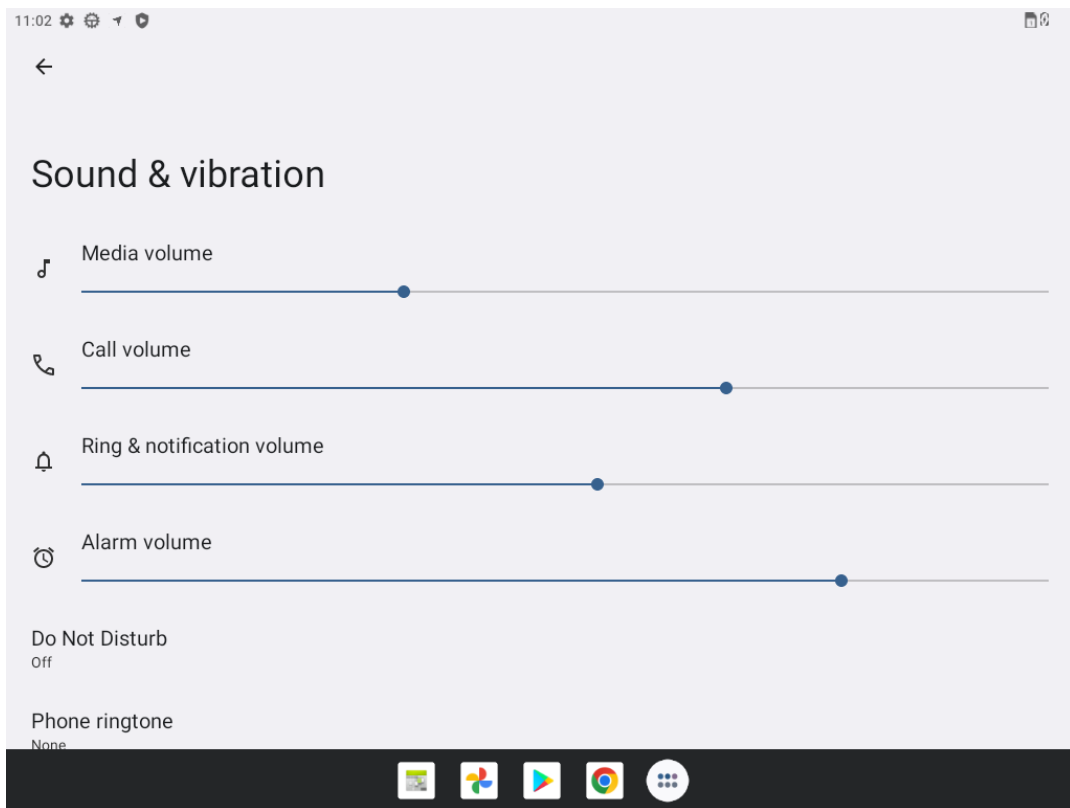 11:02
Sound & vibration
Media volume
Call volume
Ring & notification volume
Alarm volume
Do Not Disturb
Off
Phone ringtone
None